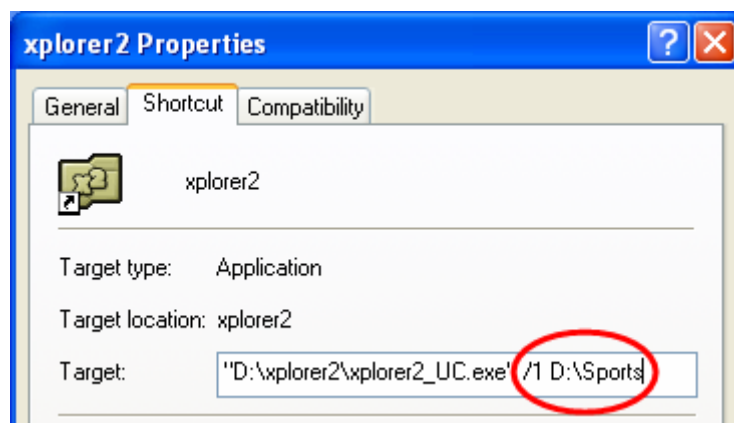 xplorer2 Properties
General Shortcut Compatibility
xplorer2
Target type: Application
Target location: xplorer2
Target: "D:\xplorer2\xplorer2_UC.exe" /1 D:\Sports